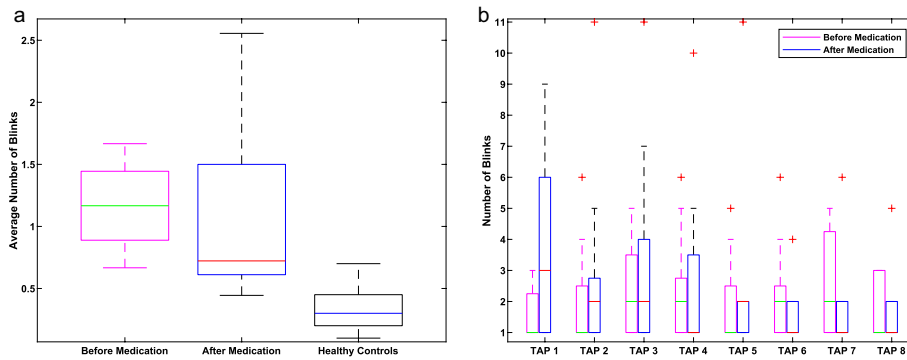 a
Average Number of Blinks
2.5
2
1.5
1
0.5
Before Medication After Medication Healthy Controls
b
Number of Blinks
11
10
9
8
7
6
5
4
3
2
1
Before Medication
After Medication
TAP 1 TAP 2 TAP 3 TAP 4 TAP 5 TAP 6 TAP 7 TAP 8